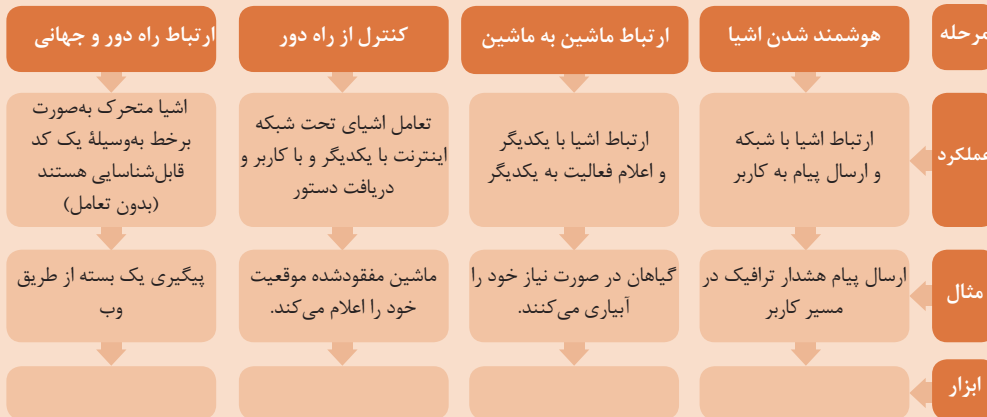 مرحله
هوشمند شدن اشیا
ارتباط ماشین به ماشین
کنترل از راه دور
ارتباط راه دور و جهانی
عملکرد
ارتباط اشیا با شبکه
و ارسال پیام به کاربر
ارتباط اشیا با یکدیگر
و اعلام فعالیت به یکدیگر
تعامل اشیای تحت شبکه
اینترنت با یکدیگر و با کاربر و
دریافت دستور
اشیا متحرک به‌صورت
برخط به‌وسیلهٔ یک کد
قابل‌شناسایی هستند
(بدون تعامل)
مثال
ارسال پیام هشدار ترافیک در
مسیر کاربر
گیاهان در صورت نیاز خود را
آبیاری می‌کنند.
ماشین مفقودشده موقعیت
خود را اعلام می‌کند.
پیگیری یک بسته از طریق
وب
ابزار